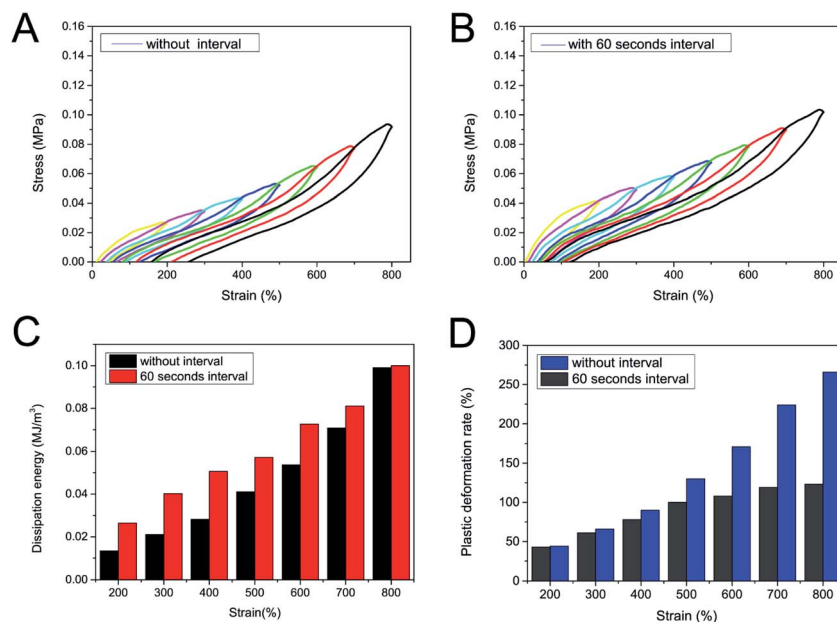 A
without interval
0.16
0.14
0.12
0.10
0.08
0.06
0.04
0.02
0.00
Stress (MPa)
0 200 400 600 800
Strain (%)
B
with 60 seconds interval
0.16
0.14
0.12
0.10
0.08
0.06
0.04
0.02
0.00
Stress (MPa)
0 200 400 600 800
Strain (%)
C
without interval
60 seconds interval
0.10
0.08
0.06
0.04
0.02
0.00
Dissipation energy (MJ/m³)
200 300 400 500 600 700 800
Strain(%)
D
without interval
60 seconds interval
300
250
200
150
100
50
0
Plastic deformation rate (%)
200 300 400 500 600 700 800
Strain (%)